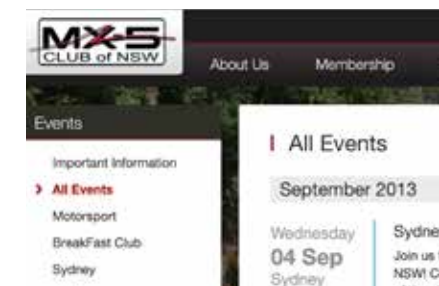 MX-5
CLUB of NSW
About Us
Membership
Events
Important Information
All Events
Motorsport
BreakFast Club
Sydney
All Events
September 2013
Wednesday
04 Sep
Sydney
Sydne
Join us
NSW! C